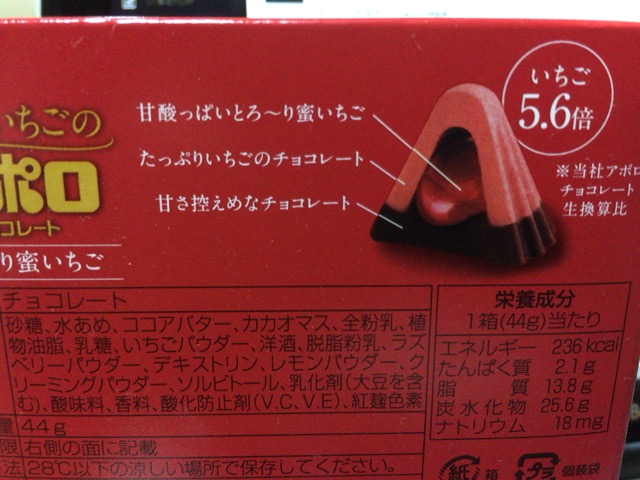 いちごの
ポロ
コレート
り蜜いちご
甘酸っぱいとろ〜り蜜いちご
たっぷりいちごのチョコレート
甘さ控えめなチョコレート
いちご
5.6倍
※当社アポロ
チョコレート
生換算比
チョコレート
砂糖、水あめ、ココアバター、カカオマス、全粉乳、植
物油脂、乳糖、いちごパウダー、洋酒、脱脂粉乳、ラズ
ベリーパウダー、デキストリン、レモンパウダー、ク
リーミングパウダー、ソルビトール、乳化剤(大豆を含
む)、酸味料、香料、酸化防止剤(V.C、V.E)、紅麹色素
量 44g
限 右側の面に記載
法 28℃以下の涼しい場所で保存してください。
栄養成分
1箱(44g)当たり
エネルギー 236kcal
たんぱく質 2.1g
脂質 13.8g
炭水化物 25.6g
ナトリウム 18mg
紙 箱
プラ 個装袋